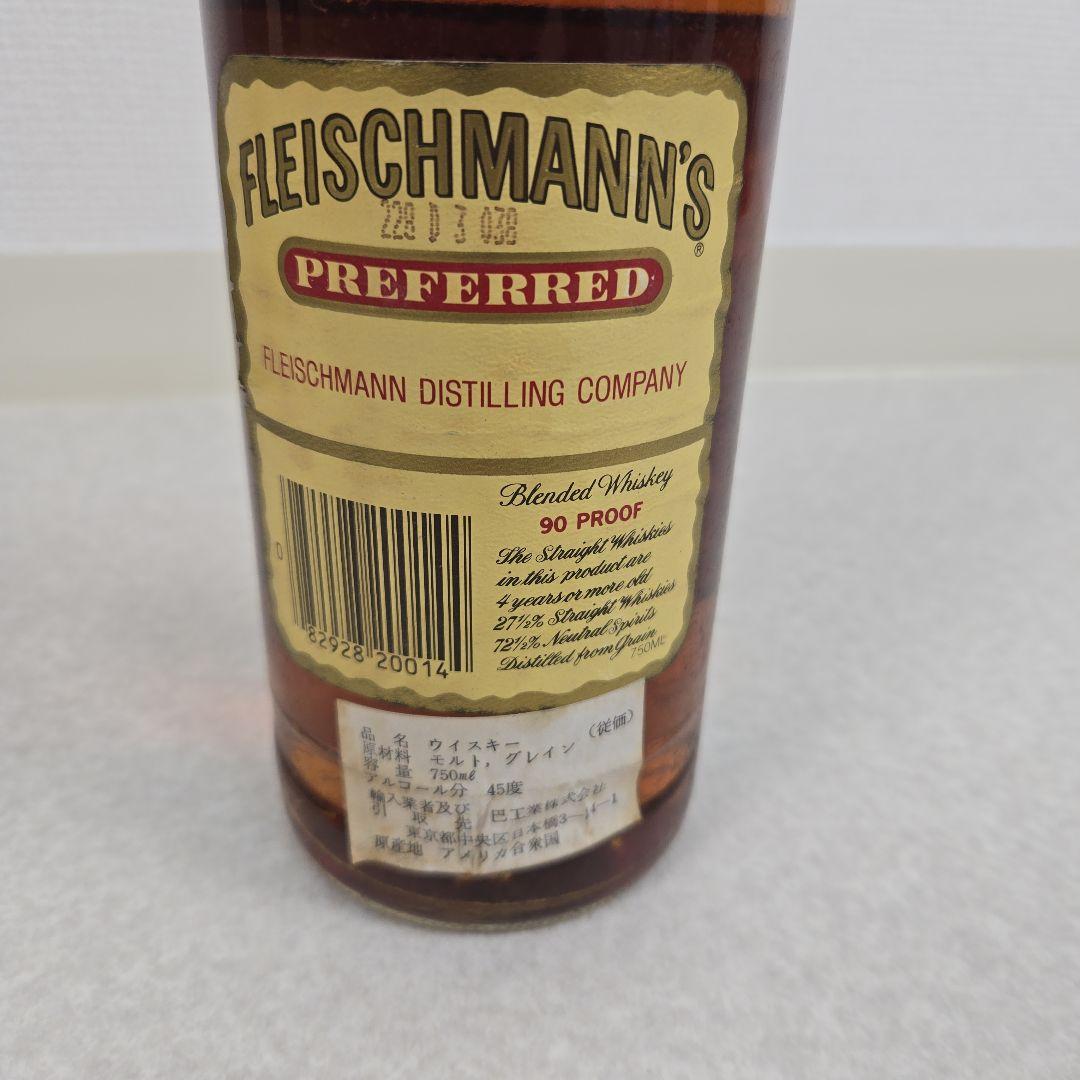 FLEISCHMANN'S
®
PREFERRED
FLEISCHMANN DISTILLING COMPANY
Blended Whiskey
90 PROOF
The Straight Whiskies
in this product are
4 years or more old
27½% Straight Whiskies
72½% Neutral Spirits
Distilled from Grain
750ML
0
82928 20014
(従価)
品名 ウイスキー
原材料 モルト, グレイン
容量 750ml
アルコール分 45度
輸入業者及び
引取先 巴工業株式会社
東京都中央区日本橋3-14-1
原産地 アメリカ合衆国